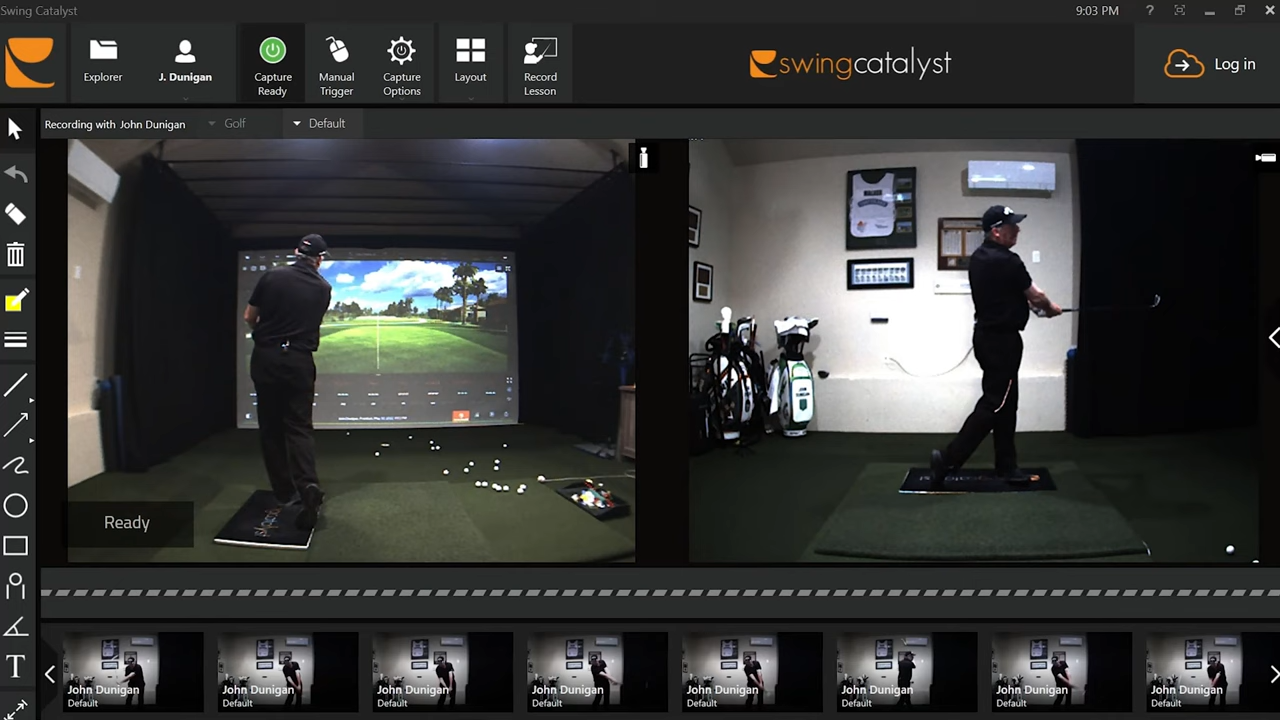 Swing Catalyst
9:03 PM
?
Explorer
J. Dunigan
Capture
Ready
Manual
Trigger
Capture
Options
Layout
Record
Lesson
swingcatalyst
Log in
Recording with John Dunigan
Golf
Default
Ready
T
John Dunigan
Default
John Dunigan
Default
John Dunigan
Default
John Dunigan
Default
John Dunigan
Default
John Dunigan
Default
John Dunigan
Default
John Dunigan
Default